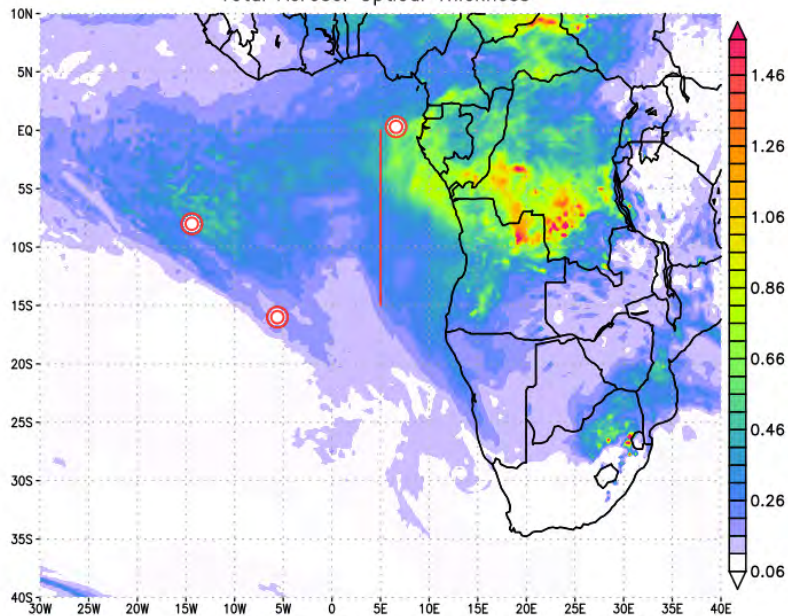 Total Aerosol Optical Thickness
10N
5N
EQ
5S
10S
15S
20S
25S
30S
35S
40S
30W 25W 20W 15W 10W 5W 0 5E 10E 15E 20E 25E 30E 35E 40E
1.46
1.26
1.06
0.86
0.66
0.46
0.26
0.06